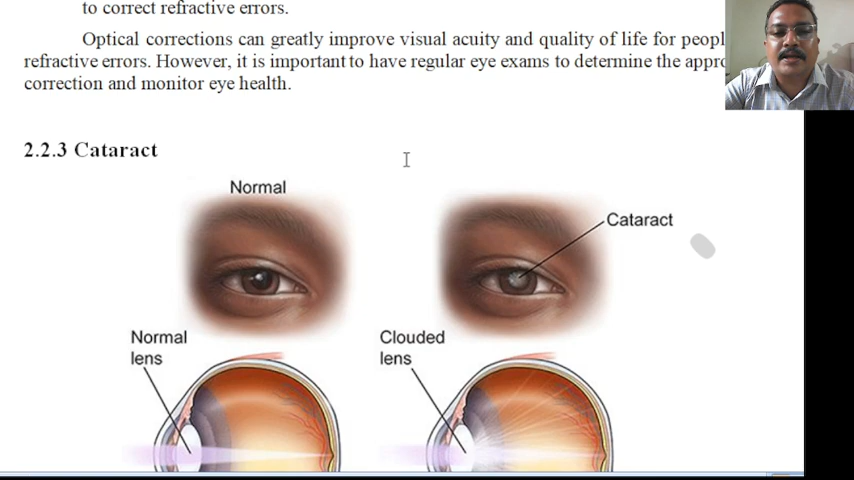 to correct refractive errors.
Optical corrections can greatly improve visual acuity and quality of life for
refractive errors. However, it is important to have regular eye exams to determine the
correction and monitor eye health.
2.2.3 Cataract
Normal
Cataract
Normal
lens
Clouded
lens